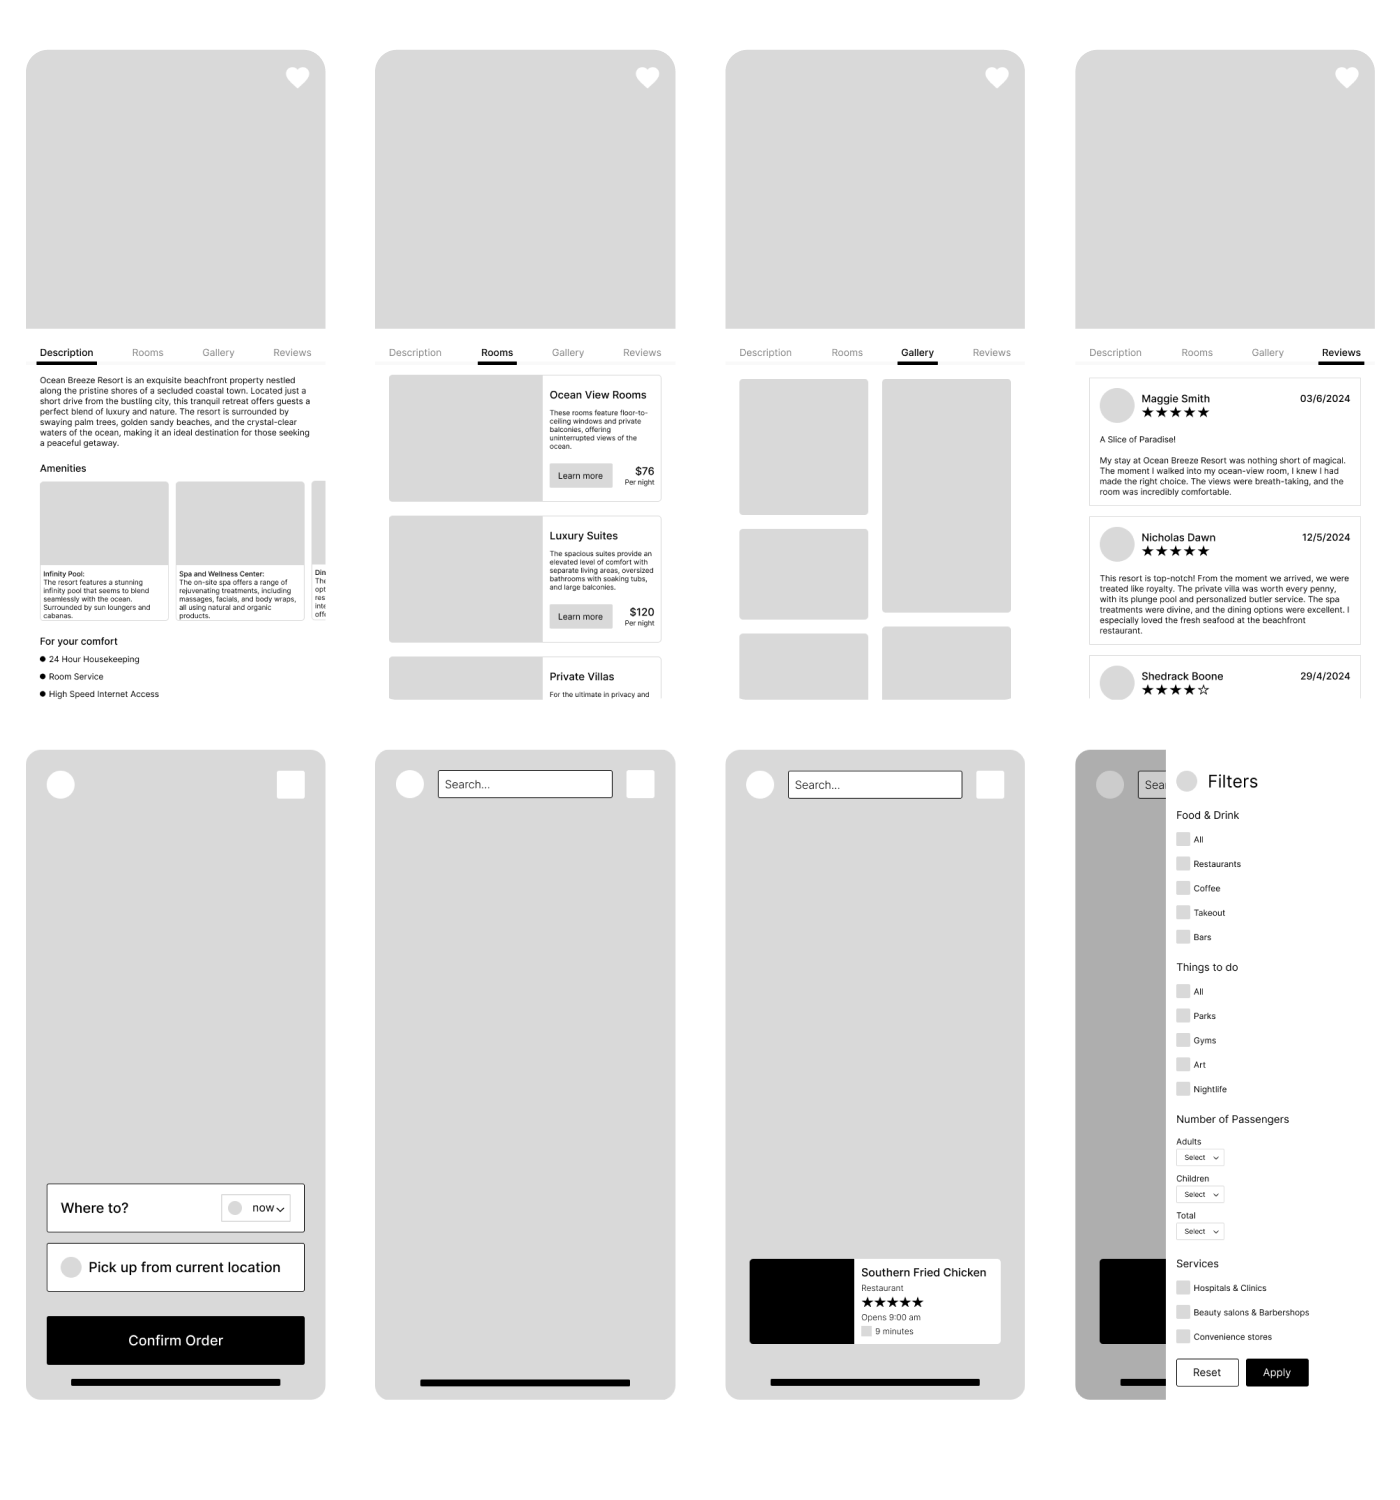 Description Rooms Gallery Reviews
Ocean Breeze Resort is an exquisite beachfront property nestled
along the pristine shores of a secluded coastal town. Located just a
short drive from the bustling city, this tranquil retreat offers guests a
perfect blend of luxury and nature. The resort is surrounded by
swaying palm trees, golden sandy beaches, and the crystal-clear
waters of the ocean, making it an ideal destination for those seeking
a peaceful getaway.
Amenities
Infinity Pool:
The resort features a stunning
infinity pool that seems to blend
seamlessly with the ocean.
Surrounded by sun loungers and
cabanas.
Spa and Wellness Center:
The on-site spa offers a range of
rejuvenating treatments, including
massages, facials, and body wraps,
all using natural and organic
products.
Din
The
opt
res
inte
offe
For your comfort
24 Hour Housekeeping
Room Service
High Speed Internet Access
Description Rooms Gallery Reviews
Ocean View Rooms
These rooms feature floor-to-
ceiling windows and private
balconies, offering
uninterrupted views of the
ocean.
Learn more
$76
Per night
Luxury Suites
The spacious suites provide an
elevated level of comfort with
separate living areas, oversized
bathrooms with soaking tubs,
and large balconies.
Learn more
$120
Per night
Private Villas
For the ultimate in privacy and
Description Rooms Gallery Reviews
Description Rooms Gallery Reviews
Maggie Smith 03/6/2024
★★★★★
A Slice of Paradise!
My stay at Ocean Breeze Resort was nothing short of magical.
The moment I walked into my ocean-view room, I knew I had
made the right choice. The views were breath-taking, and the
room was incredibly comfortable.
Nicholas Dawn 12/5/2024
★★★★★
This resort is top-notch! From the moment we arrived, we were
treated like royalty. The private villa was worth every penny,
with its plunge pool and personalized butler service. The spa
treatments were divine, and the dining options were excellent. I
especially loved the fresh seafood at the beachfront
restaurant.
Shedrack Boone 29/4/2024
★★★★☆
Where to? now
Pick up from current location
Confirm Order
Search...
Search...
Southern Fried Chicken
Restaurant
★★★★★
Opens 9:00 am
9 minutes
Sear
Filters
Food & Drink
All
Restaurants
Coffee
Takeout
Bars
Things to do
All
Parks
Gyms
Art
Nightlife
Number of Passengers
Adults
Select
Children
Select
Total
Select
Services
Hospitals & Clinics
Beauty salons & Barbershops
Convenience stores
Reset Apply